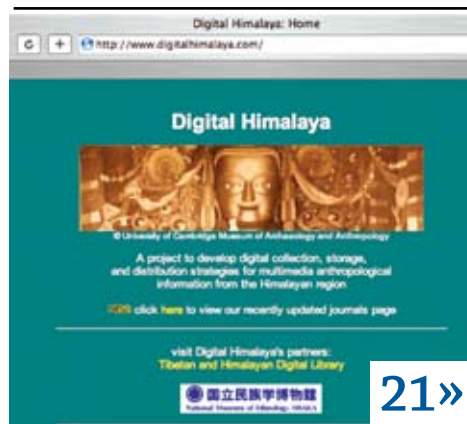 Digital Himalaya: Home
http://www.digitalhimalaya.com/
Digital Himalaya
© University of Cambridge Museum of Archaeology and Anthropology
A project to develop digital collection, storage,
and distribution strategies for multimedia anthropological
information from the Himalayan region
click here to view our recently updated journals page
visit Digital Himalaya's partners:
Tibetan and Himalayan Digital Library
国立民族学博物館
National Museum of Ethnology, OSAKA
21»